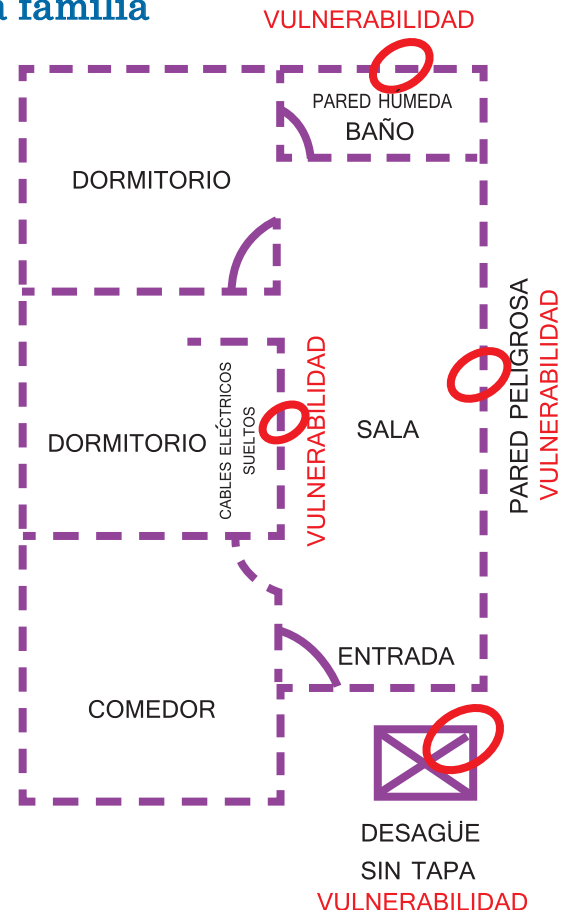 a familia
VULNERABILIDAD
PARED HÚMEDA
BAÑO
DORMITORIO
PARED PELIGROSA
VULNERABILIDAD
DORMITORIO
CABLES ELÉCTRICOS
SUELTOS
VULNERABILIDAD
SALA
ENTRADA
COMEDOR
DESAGÜE
SIN TAPA
VULNERABILIDAD